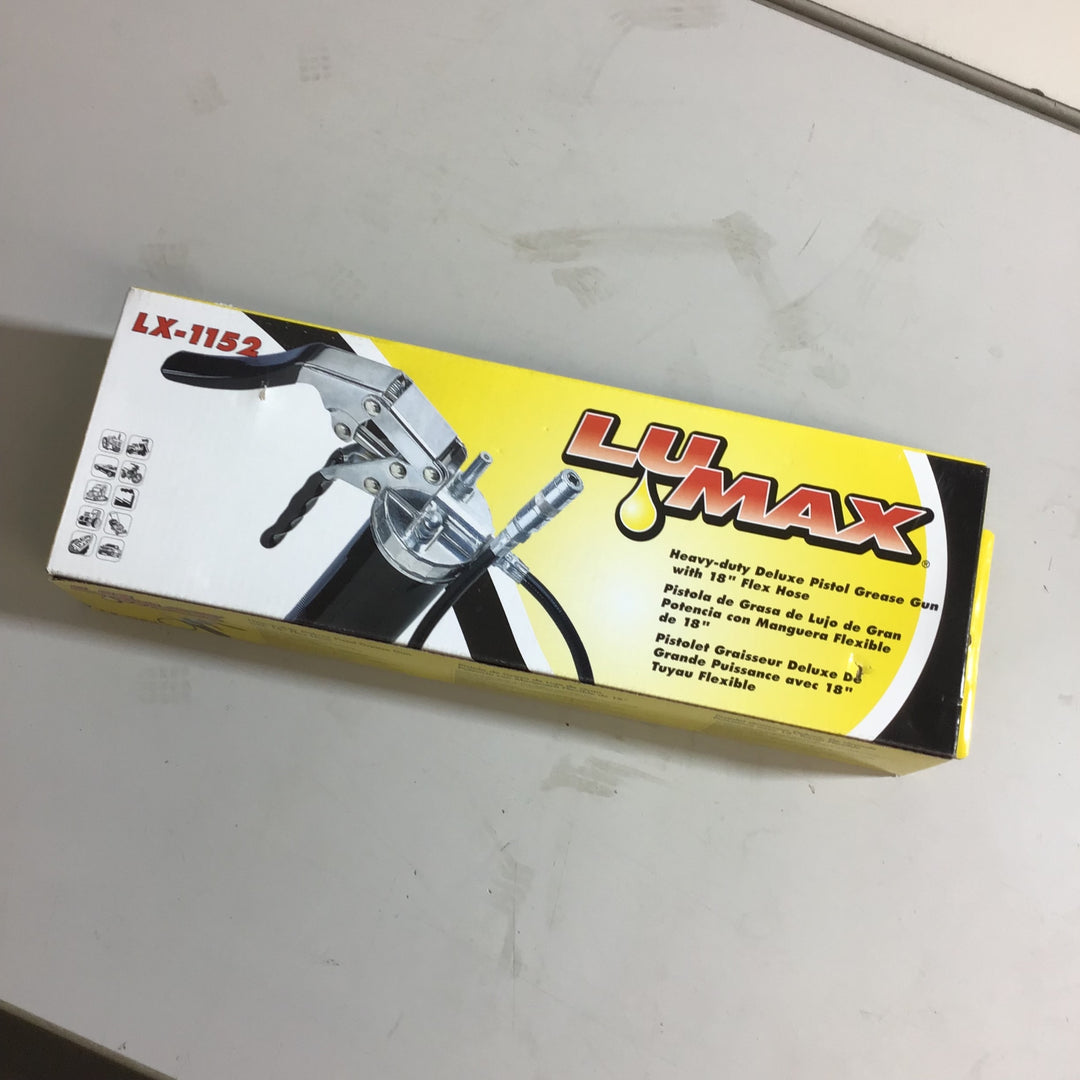 LX-1152
LUMAX®
Heavy-duty Deluxe Pistol Grease Gun
with 18" Flex Hose
Pistola de Grasa de Lujo de Gran
Potencia con Manguera Flexible
de 18"
Pistolet Graisseur Deluxe De
Grande Puissance avec 18"
Tuyau Flexible